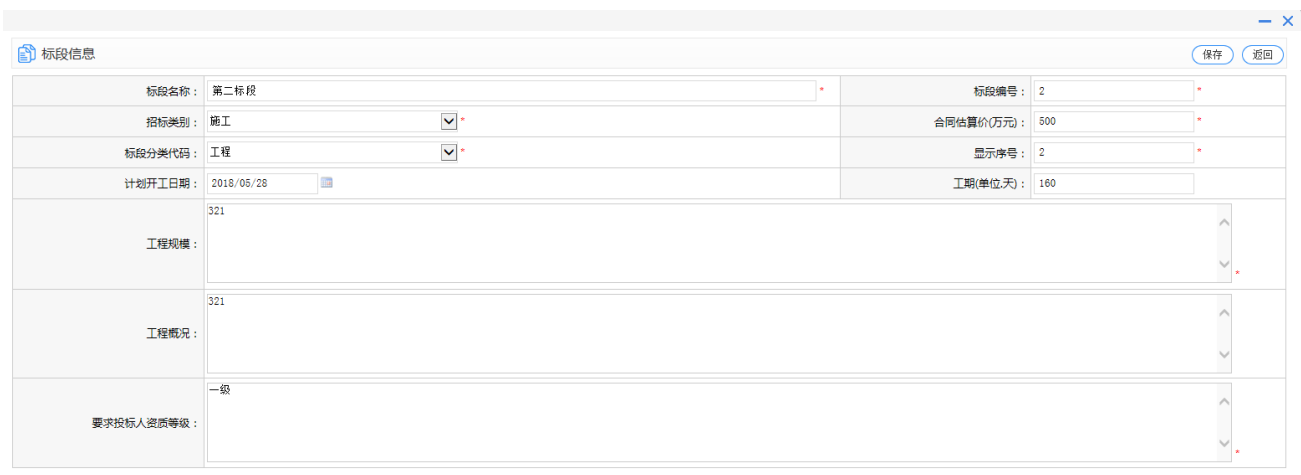 标段信息
保存
返回
标段名称： 第二标段 * 标段编号： 2 *
招标类别： 施工 * 合同估算价(万元)： 500 *
标段分类代码： 工程 * 显示序号： 2 *
计划开工日期： 2018/05/28 工期(单位:天)： 160
工程规模： 321 *
工程概况： 321
要求投标人资质等级： 一级 *